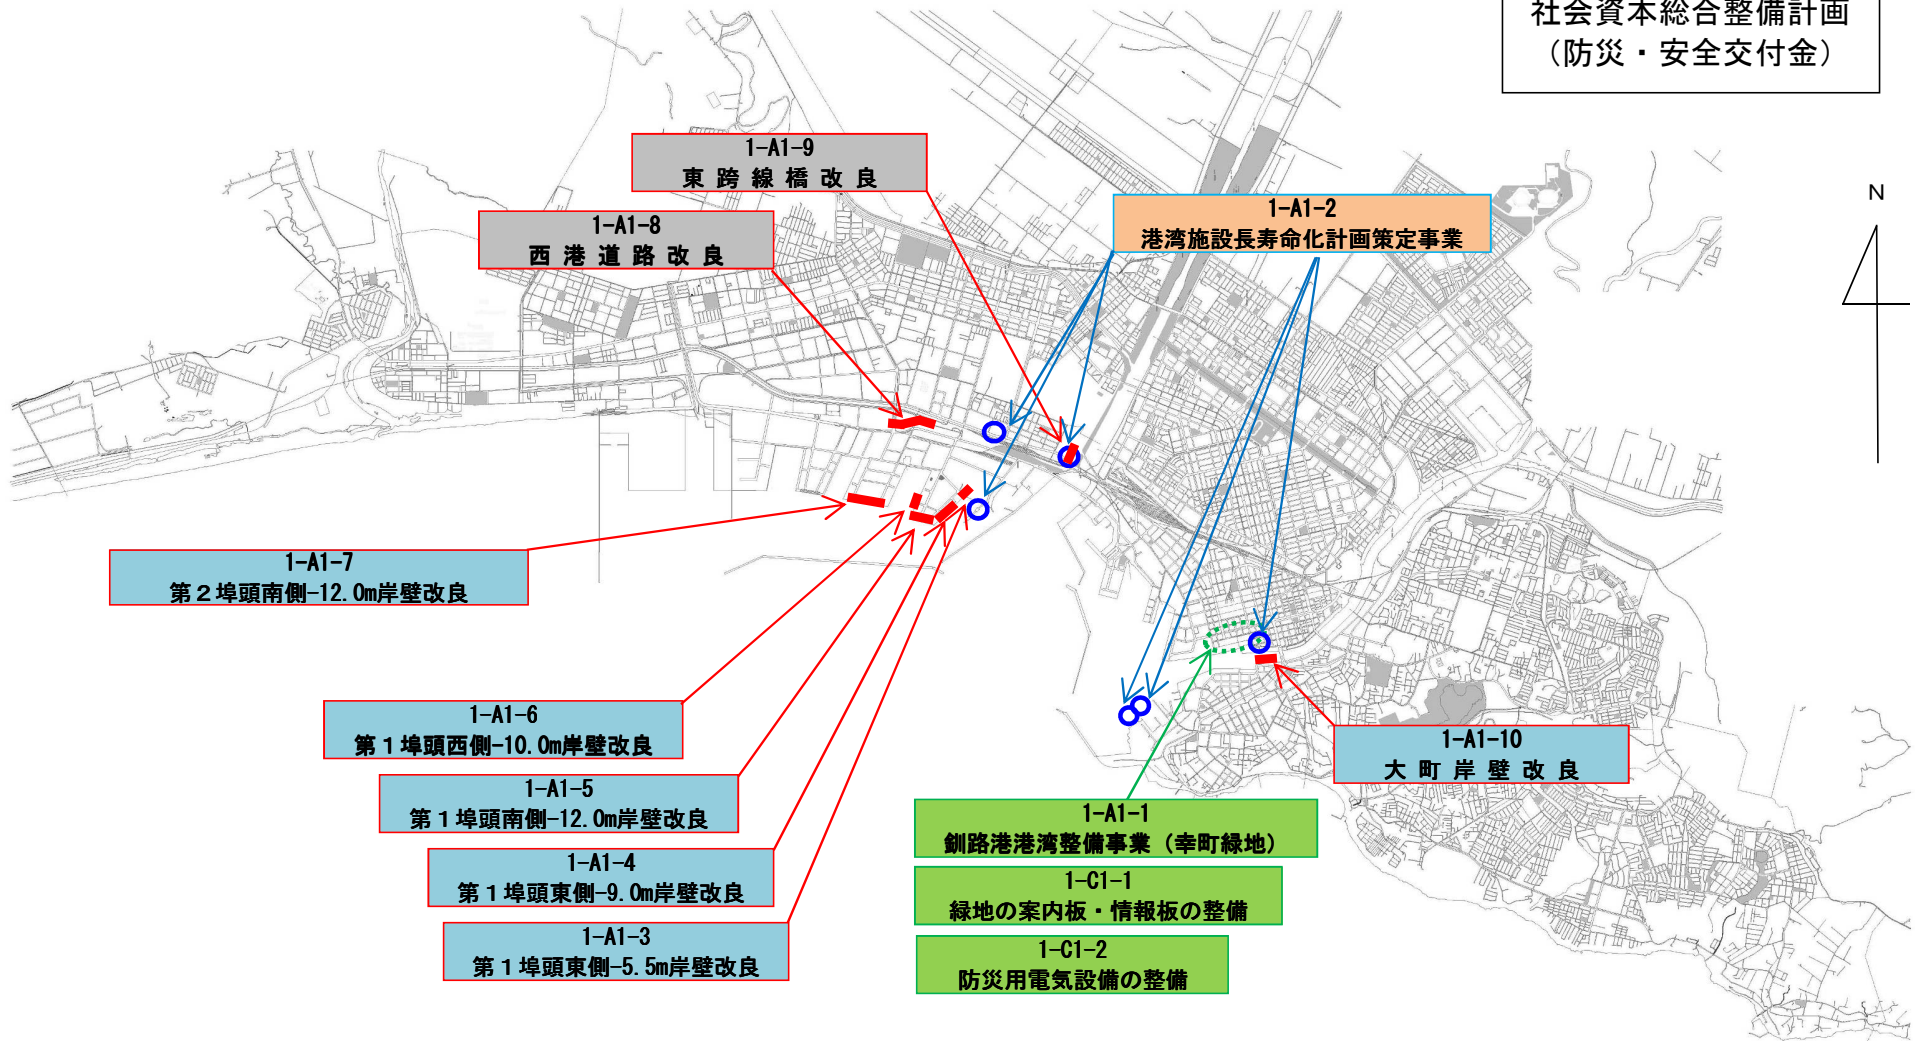 社会資本総合整備計画
（防災・安全交付金）
N
1-A1-9
東跨線橋改良
1-A1-8
西港道路改良
1-A1-2
港湾施設長寿命化計画策定事業
1-A1-7
第２埠頭南側-12.0m岸壁改良
1-A1-6
第１埠頭西側-10.0m岸壁改良
1-A1-5
第１埠頭南側-12.0m岸壁改良
1-A1-4
第１埠頭東側-9.0m岸壁改良
1-A1-3
第１埠頭東側-5.5m岸壁改良
1-A1-10
大町岸壁改良
1-A1-1
釧路港港湾整備事業（幸町緑地）
1-C1-1
緑地の案内板・情報板の整備
1-C1-2
防災用電気設備の整備